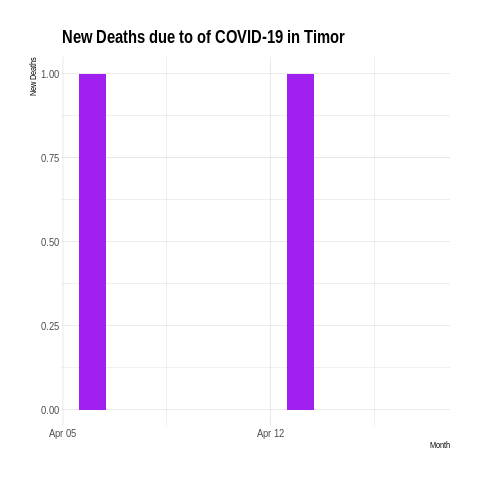 New Deaths due to of COVID-19 in Timor
New Deaths
1.00
0.75
0.50
0.25
0.00
Apr 05
Apr 12
Month